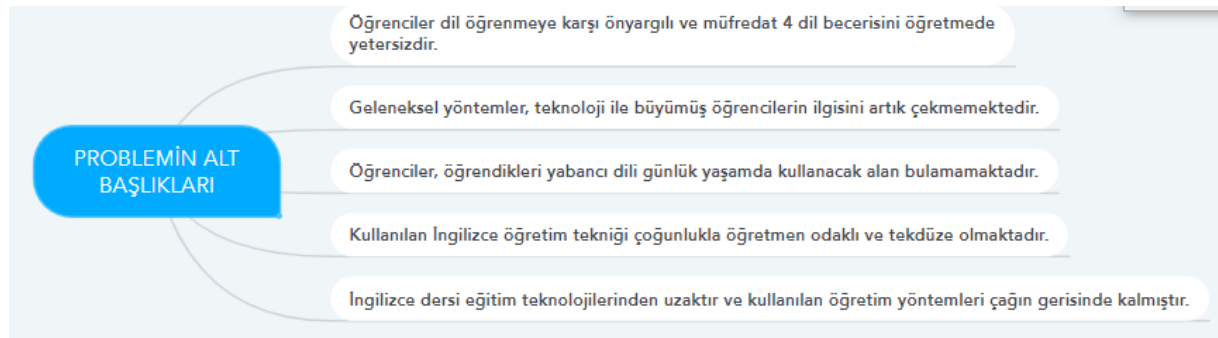 Öğrenciler dil öğrenmeye karşı önyargılı ve müfredat 4 dil becerisini öğretmede
yetersizdir.
Geleneksel yöntemler, teknoloji ile büyümüş öğrencilerin ilgisini artık çekmemektedir.
PROBLEMİN ALT
BAŞLIKLARI
Öğrenciler, öğrendikleri yabancı dili günlük yaşamda kullanacak alan bulamamaktadır.
Kullanılan İngilizce öğretim tekniği çoğunlukla öğretmen odaklı ve tekdüze olmaktadır.
İngilizce dersi eğitim teknolojilerinden uzaktır ve kullanılan öğretim yöntemleri çağın gerisinde kalmıştır.